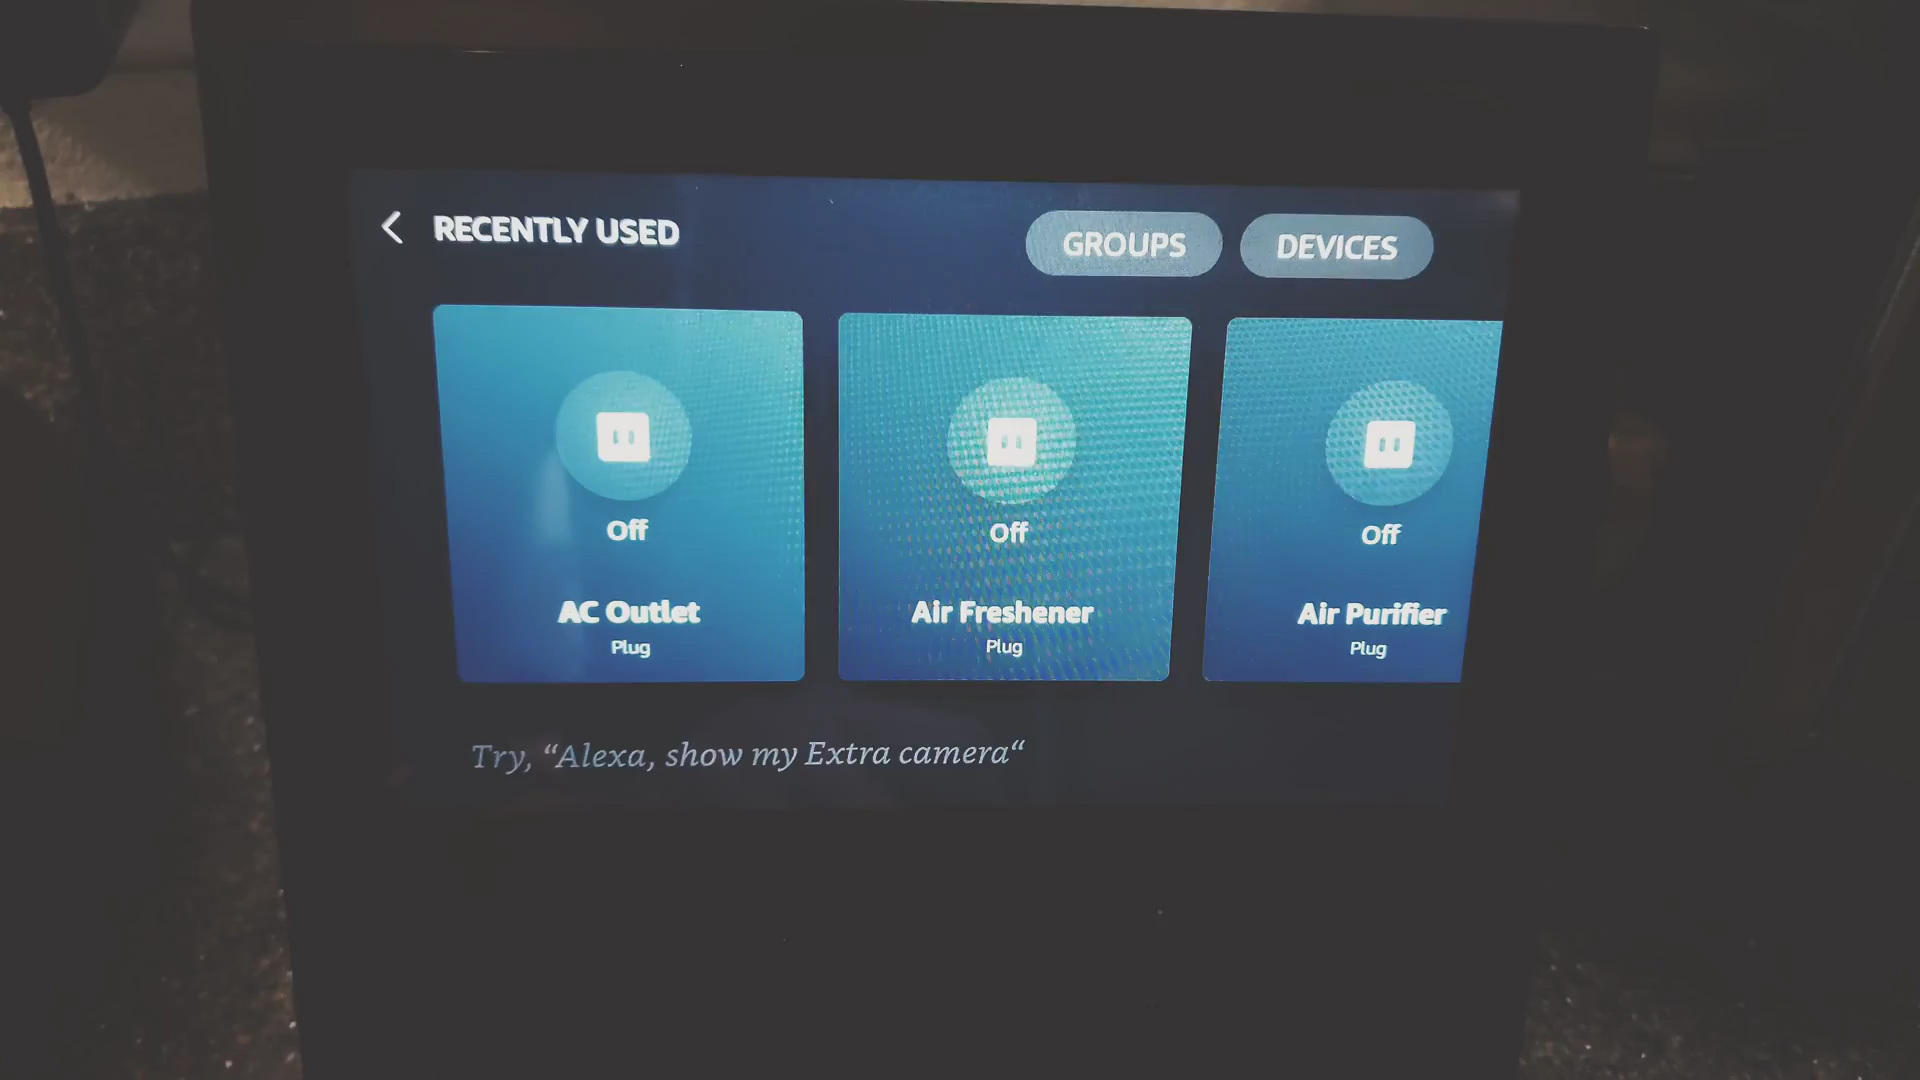 RECENTLY USED
GROUPS
DEVICES
Off
AC Outlet
Plug
Off
Air Freshener
Plug
Off
Air Purifier
Plug
Try, “Alexa, show my Extra camera“